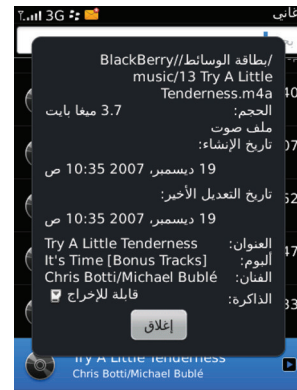 3G
غاني
/بطاقة الوسائط//BlackBerry
music/13 Try A Little
Tenderness.m4a
الحجم: 3.7 ميغا بايت
ملف صوت
تاريخ الإنشاء:
19 ديسمبر، 2007 10:35 ص
تاريخ التعديل الأخير:
19 ديسمبر، 2007 10:35 ص
العنوان: Try A Little Tenderness
ألبوم: It's Time [Bonus Tracks]
الفنان: Chris Botti/Michael Bublé
الذاكرة: قابلة للإخراج
إغلاق
Try A Little Tenderness
Chris Botti/Michael Bublé